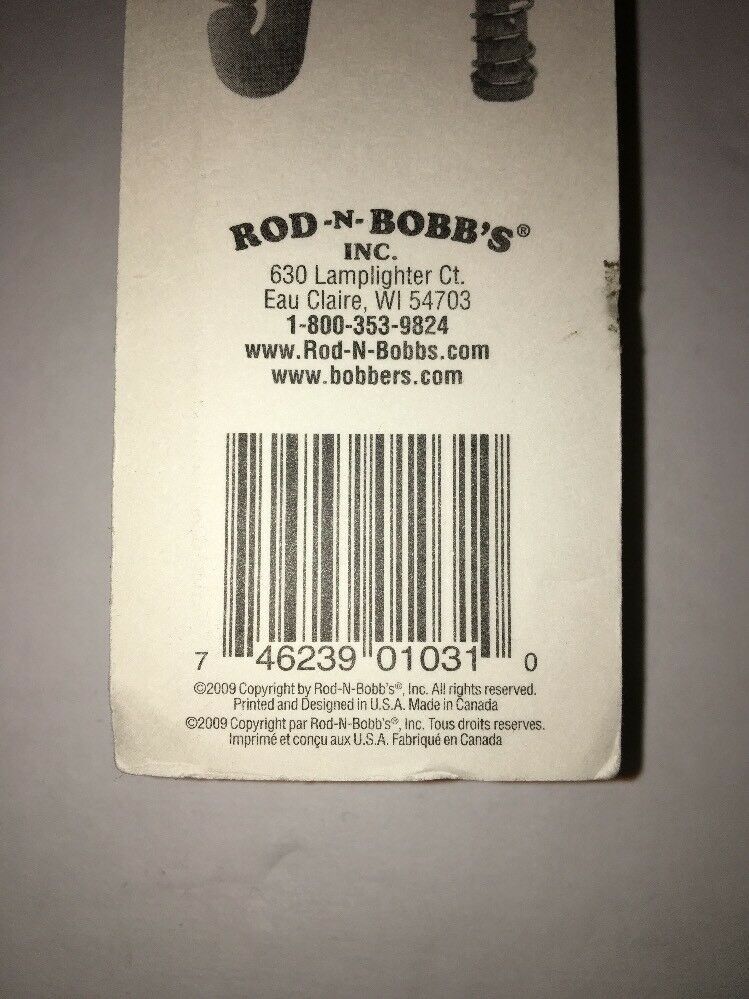 ROD-N-BOBB'S®
INC.
630 Lamplighter Ct.
Eau Claire, WI 54703
1-800-353-9824
www.Rod-N-Bobbs.com
www.bobbers.com
7 46239 01031 0
©2009 Copyright by Rod-N-Bobb's®, Inc. All rights reserved.
Printed and Designed in U.S.A. Made in Canada
©2009 Copyright par Rod-N-Bobb's®, Inc. Tous droits reserves.
Imprimé et conçu aux U.S.A. Fabriqué en Canada